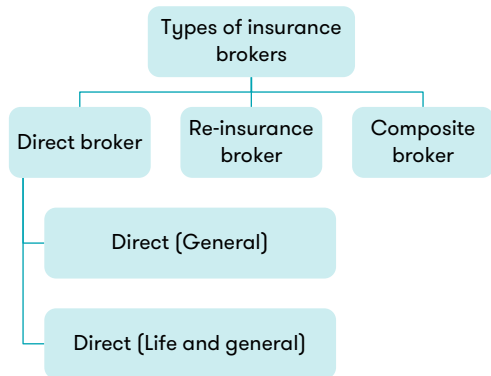 Types of insurance
brokers
Direct broker
Re-insurance
broker
Composite
broker
Direct (General)
Direct (Life and general)